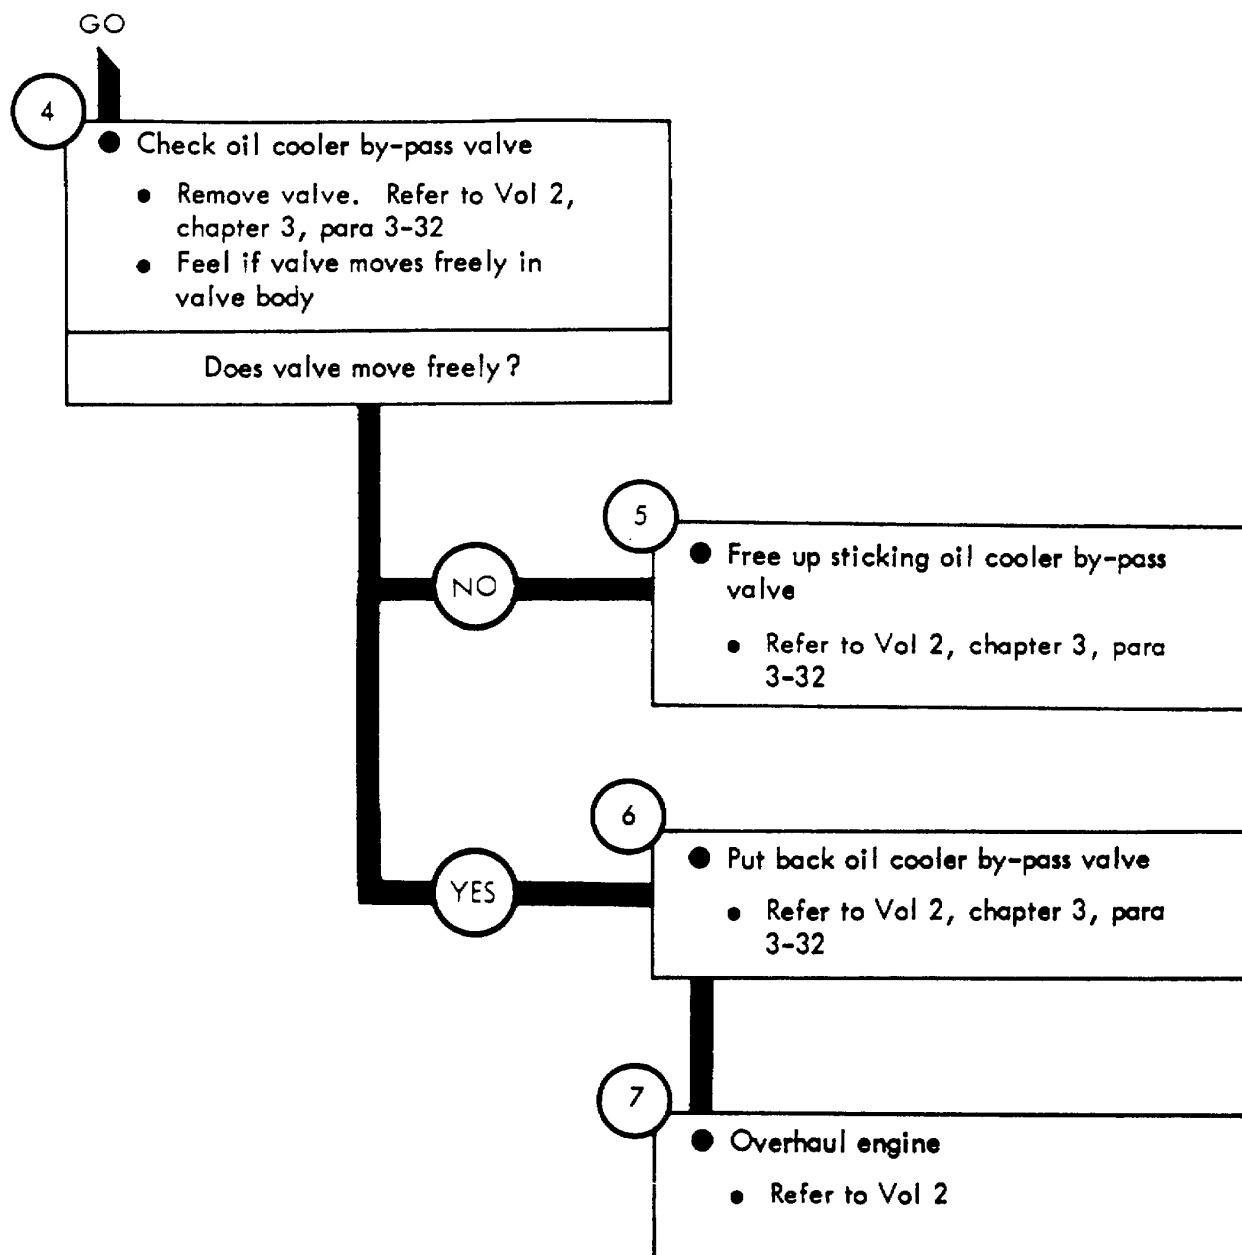 GO
4
● Check oil cooler by-pass valve
● Remove valve. Refer to Vol 2,
chapter 3, para 3-32
● Feel if valve moves freely in
valve body
Does valve move freely?
5
NO
● Free up sticking oil cooler by-pass
valve
● Refer to Vol 2, chapter 3, para
3-32
6
YES
● Put back oil cooler by-pass valve
● Refer to Vol 2, chapter 3, para
3-32
7
● Overhaul engine
● Refer to Vol 2